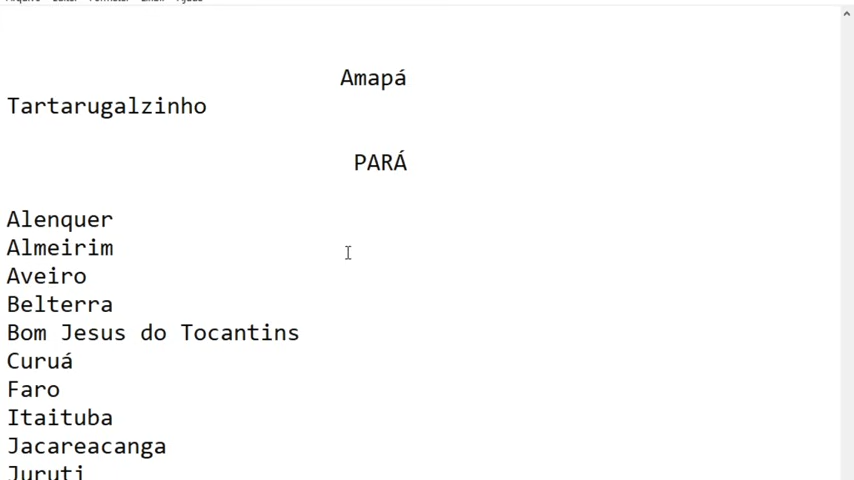 Amapá
Tartarugalzinho
PARÁ
Alenquer
Almeirim
Aveiro
Belterra
Bom Jesus do Tocantins
Curuá
Faro
Itaituba
Jacareacanga
Juruti